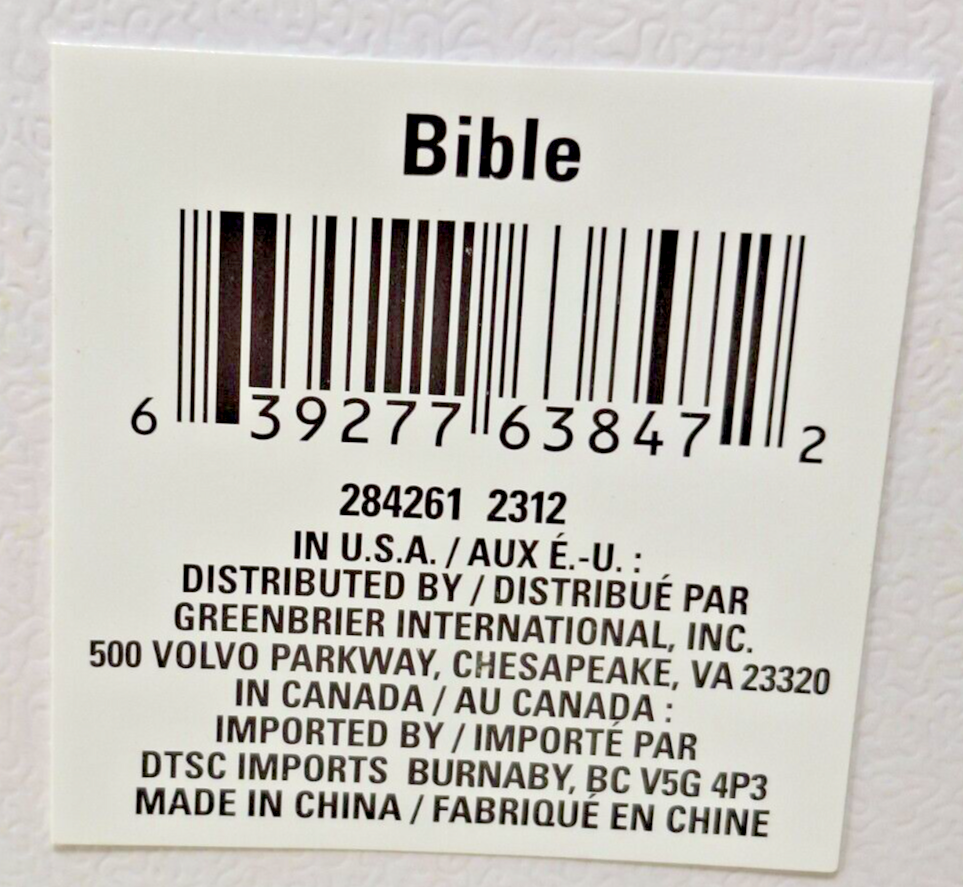 Bible
6 39277 63847 2
284261 2312
IN U.S.A. / AUX É.-U. :
DISTRIBUTED BY / DISTRIBUÉ PAR
GREENBRIER INTERNATIONAL, INC.
500 VOLVO PARKWAY, CHESAPEAKE, VA 23320
IN CANADA / AU CANADA :
IMPORTED BY / IMPORTÉ PAR
DTSC IMPORTS BURNABY, BC V5G 4P3
MADE IN CHINA / FABRIQUÉ EN CHINE